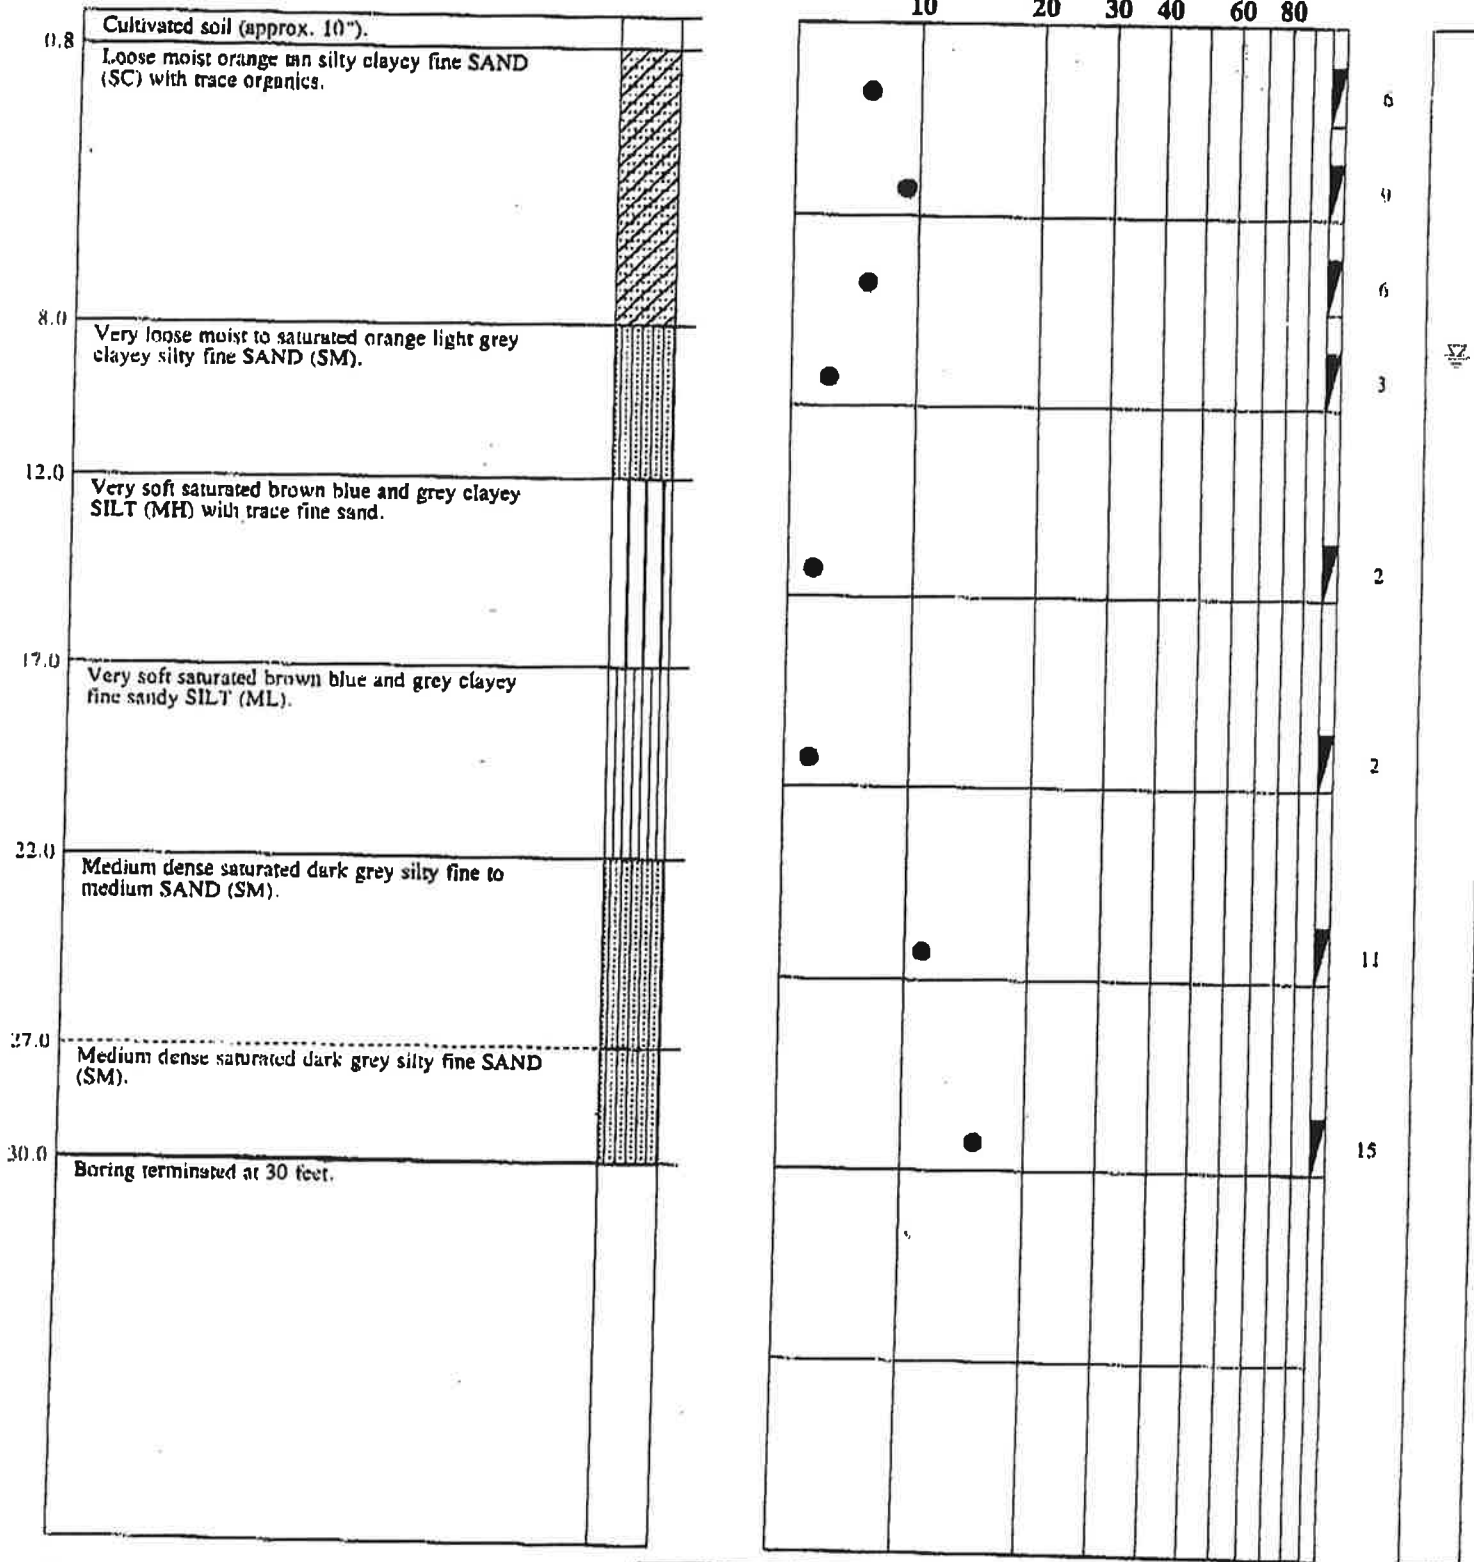 10 20 30 40 60 80
Cultivated soil (approx. 10").
0.8
Loose moist orange tan silty clayey fine SAND
(SC) with trace organics.
6
9
6
8.0
Very loose moist to saturated orange light grey
clayey silty fine SAND (SM).
3
12.0
Very soft saturated brown blue and grey clayey
SILT (MH) with trace fine sand.
2
17.0
Very soft saturated brown blue and grey clayey
fine sandy SILT (ML).
2
22.0
Medium dense saturated dark grey silty fine to
medium SAND (SM).
11
27.0
Medium dense saturated dark grey silty fine SAND
(SM).
15
30.0
Boring terminated at 30 feet.